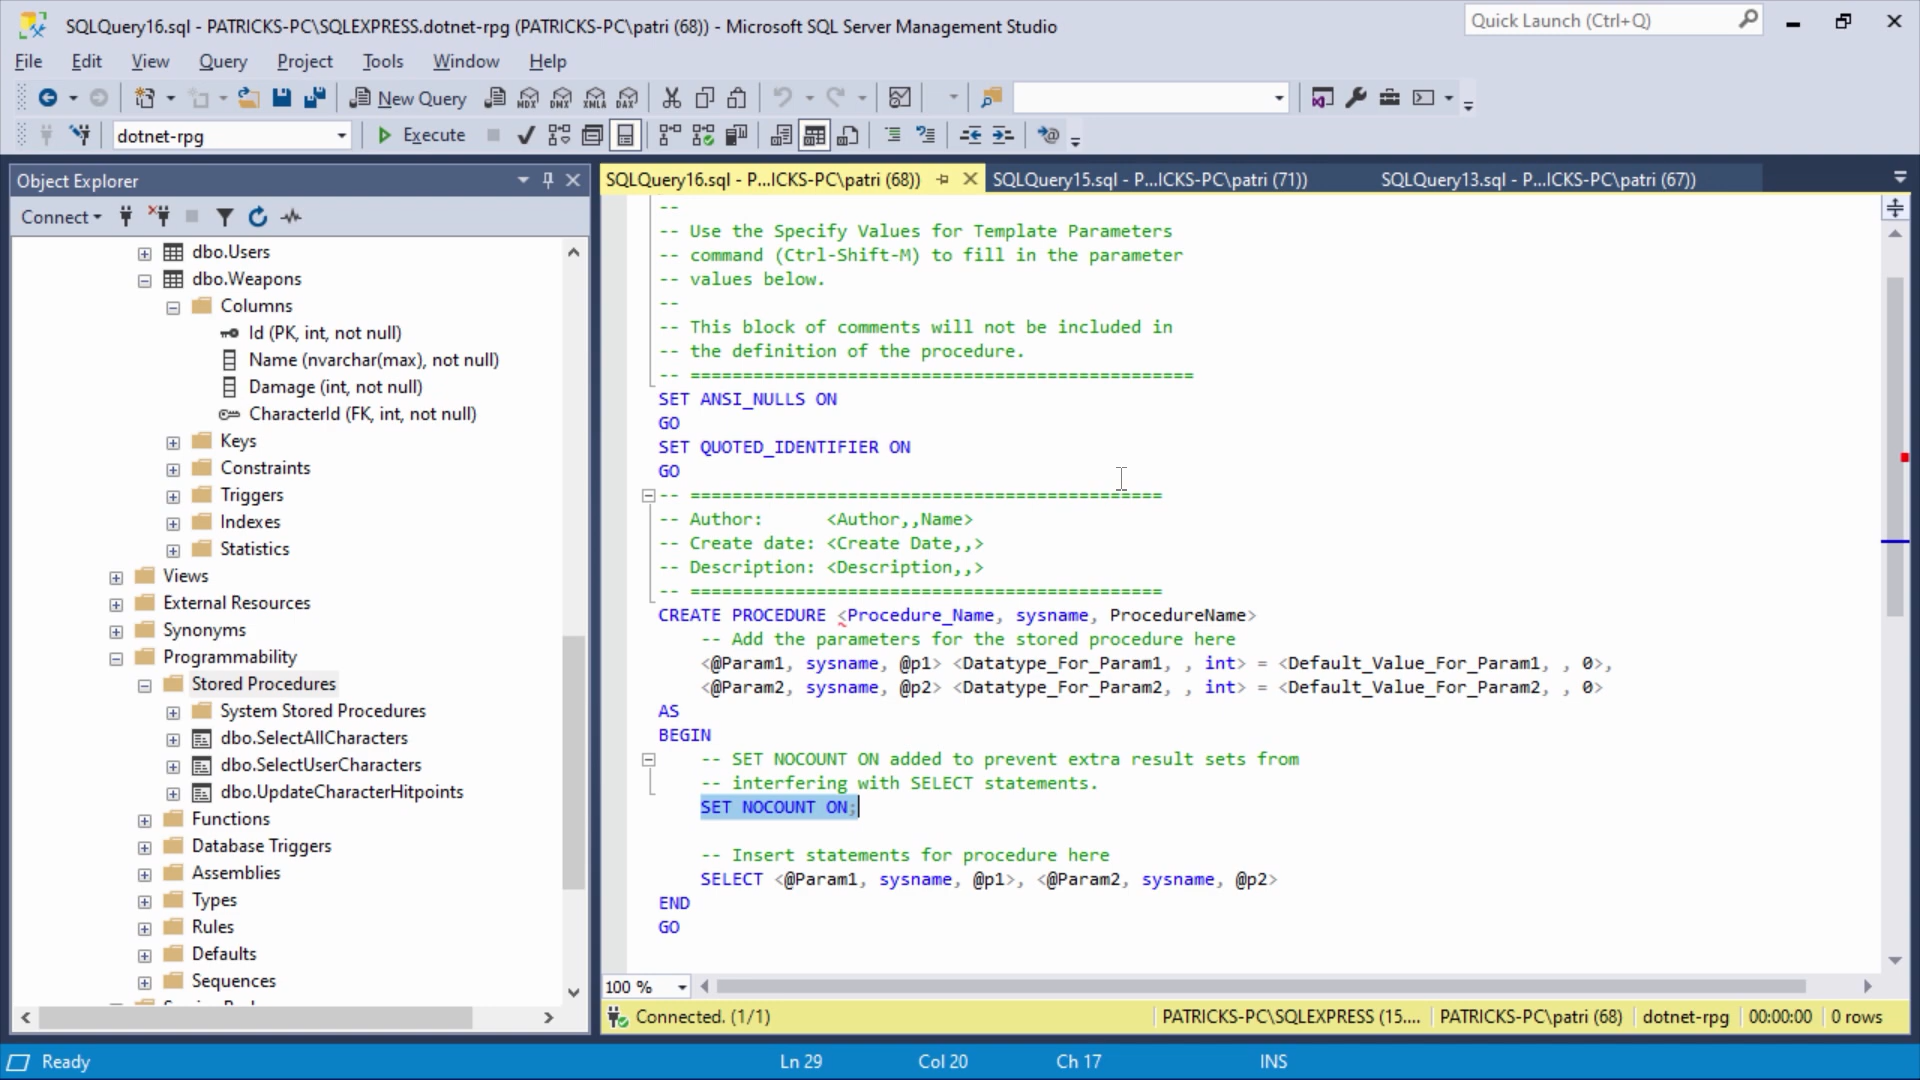 SQLQuery16.sql - PATRICKS-PC\SQLEXPRESS.dotnet-rpg (PATRICKS-PC\patri (68)) - Microsoft SQL Server Management Studio
Quick Launch (Ctrl+Q)
File Edit View Query Project Tools Window Help
New Query MDX DMX XMLA DAX
dotnet-rpg Execute
Object Explorer
Connect
dbo.Users
dbo.Weapons
Columns
Id (PK, int, not null)
Name (nvarchar(max), not null)
Damage (int, not null)
CharacterId (FK, int, not null)
Keys
Constraints
Triggers
Indexes
Statistics
Views
External Resources
Synonyms
Programmability
Stored Procedures
System Stored Procedures
dbo.SelectAllCharacters
dbo.SelectUserCharacters
dbo.UpdateCharacterHitpoints
Functions
Database Triggers
Assemblies
Types
Rules
Defaults
Sequences
SQLQuery16.sql - P...ICKS-PC\patri (68)) SQLQuery15.sql - P...ICKS-PC\patri (71)) SQLQuery13.sql - P...ICKS-PC\patri (67))
--
-- Use the Specify Values for Template Parameters
-- command (Ctrl-Shift-M) to fill in the parameter
-- values below.
--
-- This block of comments will not be included in
-- the definition of the procedure.
-- ================================================
SET ANSI_NULLS ON
GO
SET QUOTED_IDENTIFIER ON
GO
-- =============================================
-- Author: <Author,,Name>
-- Create date: <Create Date,,>
-- Description: <Description,,>
-- =============================================
CREATE PROCEDURE <Procedure_Name, sysname, ProcedureName>
-- Add the parameters for the stored procedure here
<@Param1, sysname, @p1> <Datatype_For_Param1, , int> = <Default_Value_For_Param1, , 0>,
<@Param2, sysname, @p2> <Datatype_For_Param2, , int> = <Default_Value_For_Param2, , 0>
AS
BEGIN
-- SET NOCOUNT ON added to prevent extra result sets from
-- interfering with SELECT statements.
SET NOCOUNT ON;
-- Insert statements for procedure here
SELECT <@Param1, sysname, @p1>, <@Param2, sysname, @p2>
END
GO
100 %
Connected. (1/1) PATRICKS-PC\SQLEXPRESS (15.... PATRICKS-PC\patri (68) dotnet-rpg 00:00:00 0 rows
Ready Ln 29 Col 20 Ch 17 INS